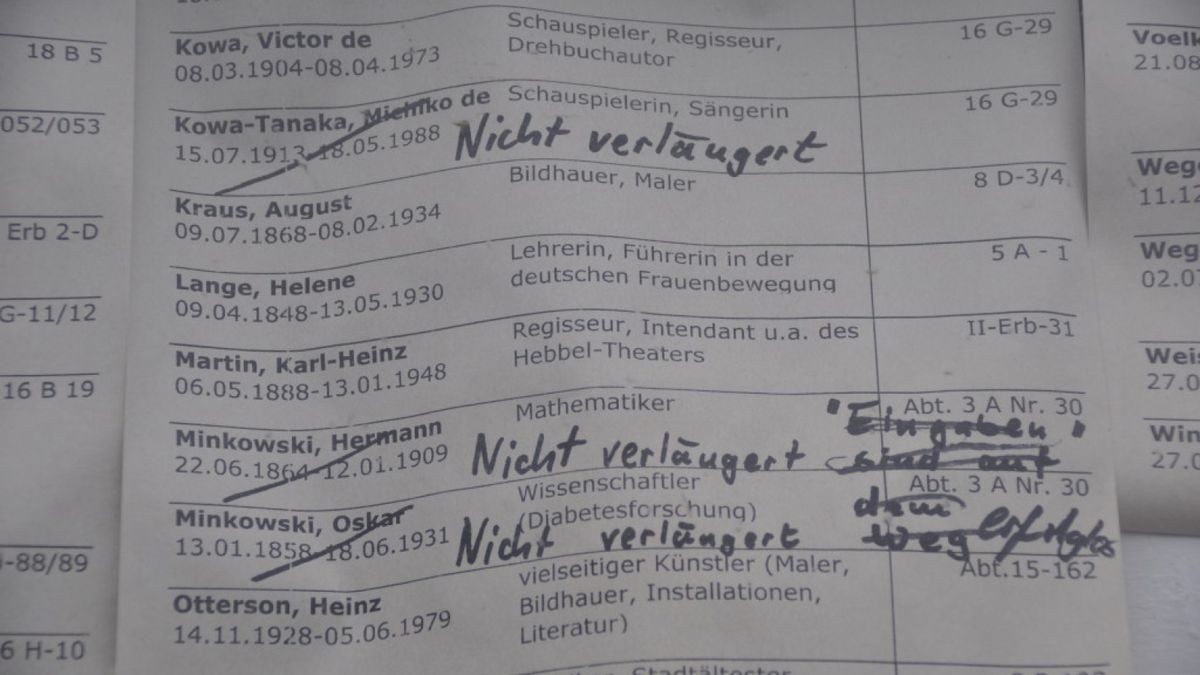 18 B 5
052/053
Erb 2-D
G-11/12
16 B 19
-88/89
6 H-10
Kowa, Victor de
08.03.1904-08.04.1973
Schauspieler, Regisseur,
Drehbuchautor
16 G-29
Kowa-Tanaka, Michiko de
15.07.1913-18.05.1988
Schauspielerin, Sängerin
16 G-29
Nicht verlängert
Kraus, August
09.07.1868-08.02.1934
Bildhauer, Maler
8 D-3/4
Lange, Helene
09.04.1848-13.05.1930
Lehrerin, Führerin in der
deutschen Frauenbewegung
5 A - 1
Martin, Karl-Heinz
06.05.1888-13.01.1948
Regisseur, Intendant u.a. des
Hebbel-Theaters
II-Erb-31
Minkowski, Hermann
22.06.1864-12.01.1909
Mathematiker
Abt. 3 A Nr. 30
Nicht verlängert
"Eingaben"
sind auf
Minkowski, Oskar
13.01.1858-18.06.1931
Wissenschaftler
(Diabetesforschung)
Abt. 3 A Nr. 30
Nicht verlängert
dem
weg erfolglos
Otterson, Heinz
14.11.1928-05.06.1979
vielseitiger Künstler (Maler,
Bildhauer, Installationen,
Literatur)
Abt.15-162
Stadtältester
Voelk
21.08
Weg
11.12
Weg
02.0
Weis
27.0
Win
27.0